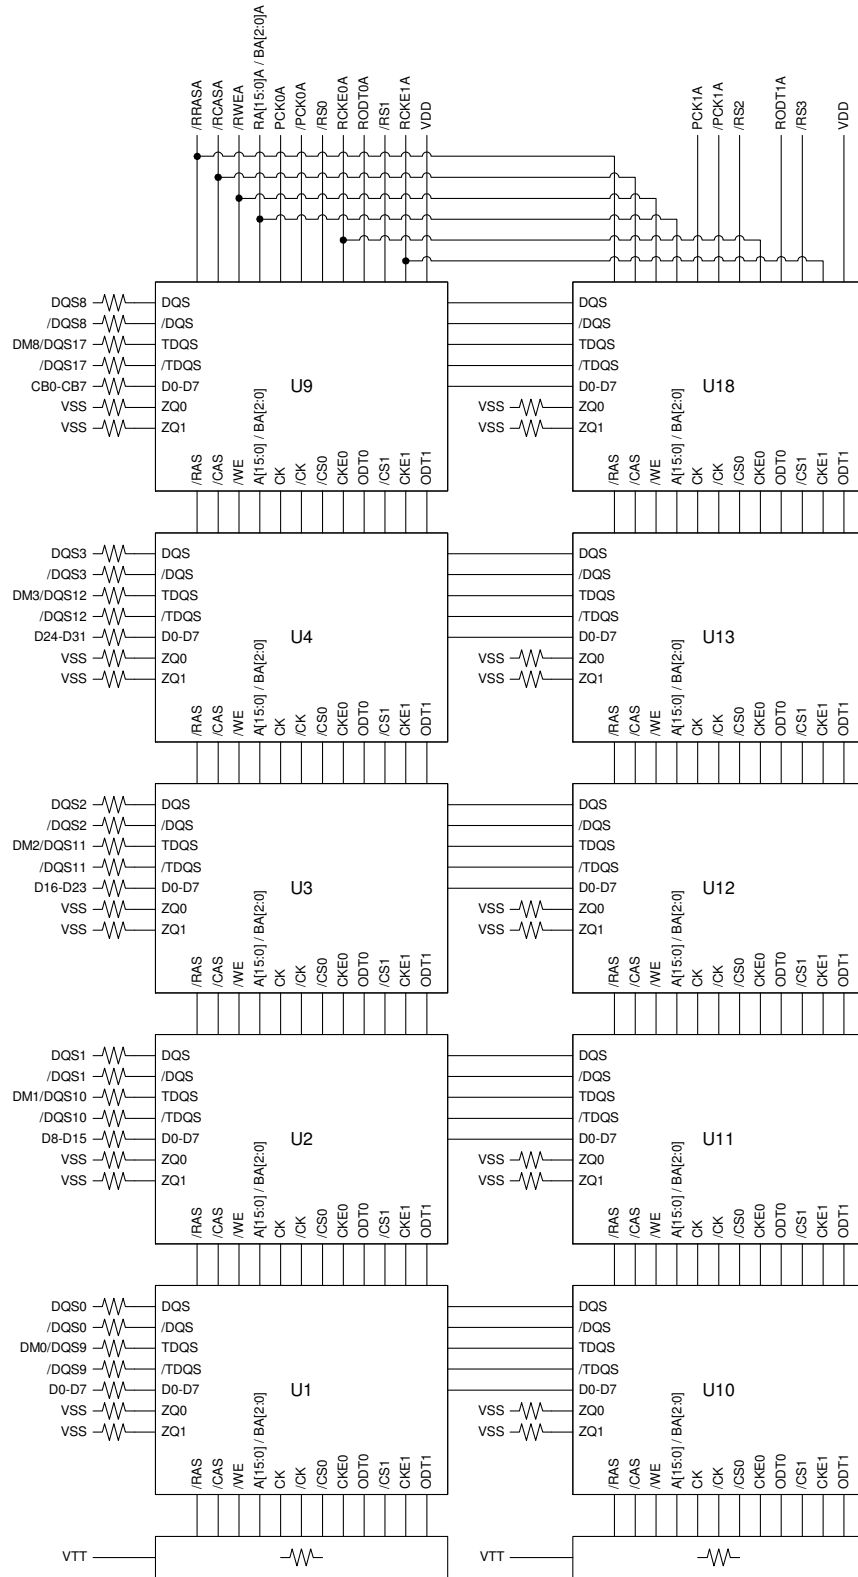 /RRASA /RCASA /RWEA RA[15:0]A / BA[2:0]A PCK0A /PCK0A /RS0 RCKE0A RODT0A /RS1 RCKE1A VDD PCK1A /PCK1A /RS2 RODT1A /RS3 VDD
DQS8 DQS DQS
/DQS8 /DQS /DQS
DM8/DQS17 TDQS TDQS
/DQS17 /TDQS /TDQS
CB0-CB7 D0-D7 U9 D0-D7 U18
VSS ZQ0 VSS ZQ0
VSS ZQ1 VSS ZQ1
/RAS /CAS /WE A[15:0] / BA[2:0] CK /CK /CS0 CKE0 ODT0 /CS1 CKE1 ODT1 /RAS /CAS /WE A[15:0] / BA[2:0] CK /CK /CS0 CKE0 ODT0 /CS1 CKE1 ODT1
DQS3 DQS DQS
/DQS3 /DQS /DQS
DM3/DQS12 TDQS TDQS
/DQS12 /TDQS /TDQS
D24-D31 D0-D7 U4 D0-D7 U13
VSS ZQ0 VSS ZQ0
VSS ZQ1 VSS ZQ1
/RAS /CAS /WE A[15:0] / BA[2:0] CK /CK /CS0 CKE0 ODT0 /CS1 CKE1 ODT1 /RAS /CAS /WE A[15:0] / BA[2:0] CK /CK /CS0 CKE0 ODT0 /CS1 CKE1 ODT1
DQS2 DQS DQS
/DQS2 /DQS /DQS
DM2/DQS11 TDQS TDQS
/DQS11 /TDQS /TDQS
D16-D23 D0-D7 U3 D0-D7 U12
VSS ZQ0 VSS ZQ0
VSS ZQ1 VSS ZQ1
/RAS /CAS /WE A[15:0] / BA[2:0] CK /CK /CS0 CKE0 ODT0 /CS1 CKE1 ODT1 /RAS /CAS /WE A[15:0] / BA[2:0] CK /CK /CS0 CKE0 ODT0 /CS1 CKE1 ODT1
DQS1 DQS DQS
/DQS1 /DQS /DQS
DM1/DQS10 TDQS TDQS
/DQS10 /TDQS /TDQS
D8-D15 D0-D7 U2 D0-D7 U11
VSS ZQ0 VSS ZQ0
VSS ZQ1 VSS ZQ1
/RAS /CAS /WE A[15:0] / BA[2:0] CK /CK /CS0 CKE0 ODT0 /CS1 CKE1 ODT1 /RAS /CAS /WE A[15:0] / BA[2:0] CK /CK /CS0 CKE0 ODT0 /CS1 CKE1 ODT1
DQS0 DQS DQS
/DQS0 /DQS /DQS
DM0/DQS9 TDQS TDQS
/DQS9 /TDQS /TDQS
D0-D7 D0-D7 U1 D0-D7 U10
VSS ZQ0 VSS ZQ0
VSS ZQ1 VSS ZQ1
/RAS /CAS /WE A[15:0] / BA[2:0] CK /CK /CS0 CKE0 ODT0 /CS1 CKE1 ODT1 /RAS /CAS /WE A[15:0] / BA[2:0] CK /CK /CS0 CKE0 ODT0 /CS1 CKE1 ODT1
VTT VTT